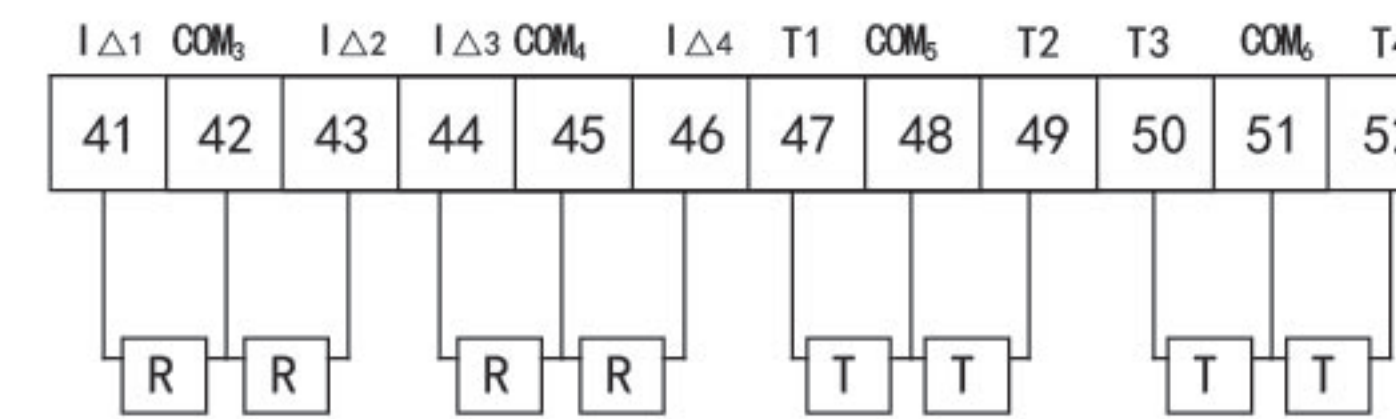 I△1 COM₃ I△2 I△3 COM₄ I△4 T1 COM₅ T2 T3 COM₆
41 42 43 44 45 46 47 48 49 50 51
R R R R T T T T